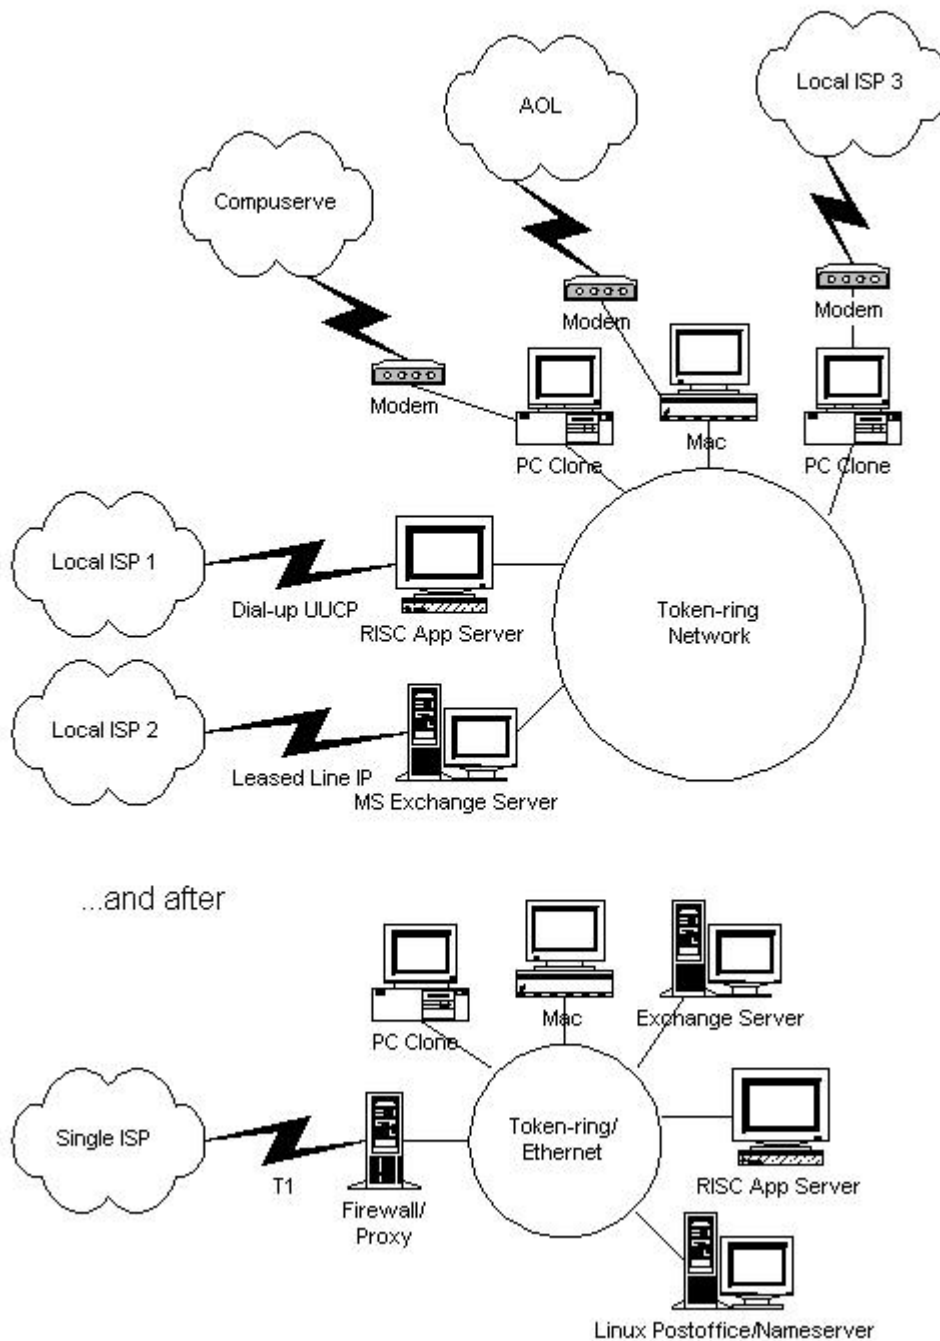 Local ISP 3
AOL
Compuserve
Modem
Modem
Modem
Mac
PC Clone
PC Clone
Local ISP 1
Dial-up UUCP
RISC App Server
Token-ring
Network
Local ISP 2
Leased Line IP
MS Exchange Server
...and after
PC Clone
Mac
Exchange Server
Single ISP
T1
Firewall/
Proxy
Token-ring/
Ethernet
RISC App Server
Linux Postoffice/Nameserver